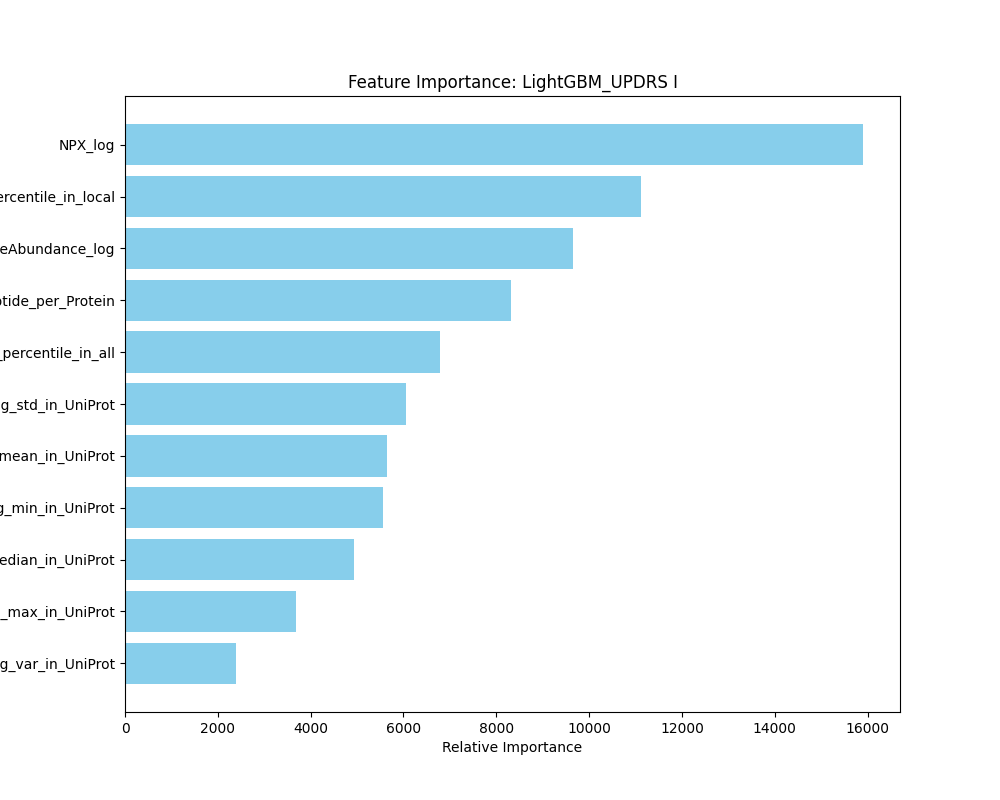 Feature Importance: LightGBM_UPDRS I
NPX_log
ercentile_in_local
eAbundance_log
otide_per_Protein
_percentile_in_all
g_std_in_UniProt
mean_in_UniProt
g_min_in_UniProt
edian_in_UniProt
_max_in_UniProt
g_var_in_UniProt
0 2000 4000 6000 8000 10000 12000 14000 16000
Relative Importance